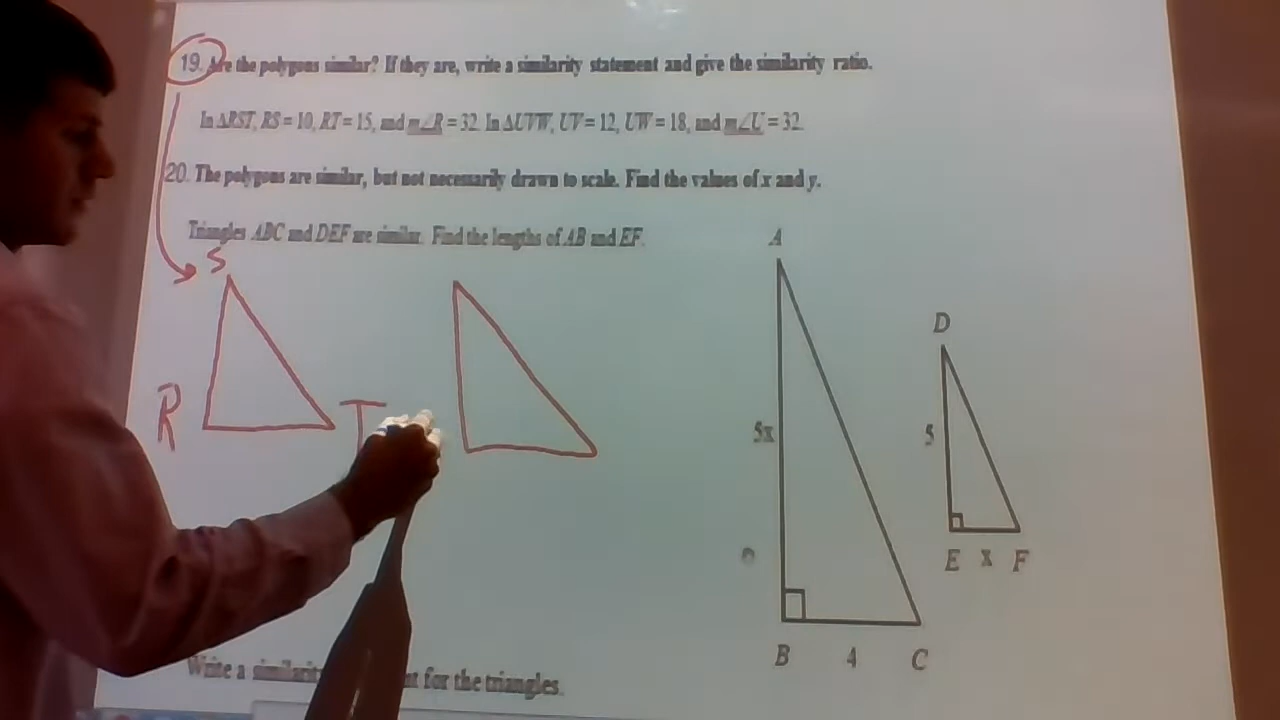 19. Are the polygons similar? If they are, write a similarity statement and give the similarity ratio.
In ΔRST, RS = 10, RT = 15, and m∠R = 32. In ΔUVW, UV = 12, UW = 18, and m∠U = 32.
20. The polygons are similar, but not necessarily drawn to scale. Find the values of x and y.
Triangles ABC and DEF are similar. Find the lengths of AB and EF.
A
S
D
R
T
5x
5
E x F
B 4 C
Write a for the triangles.